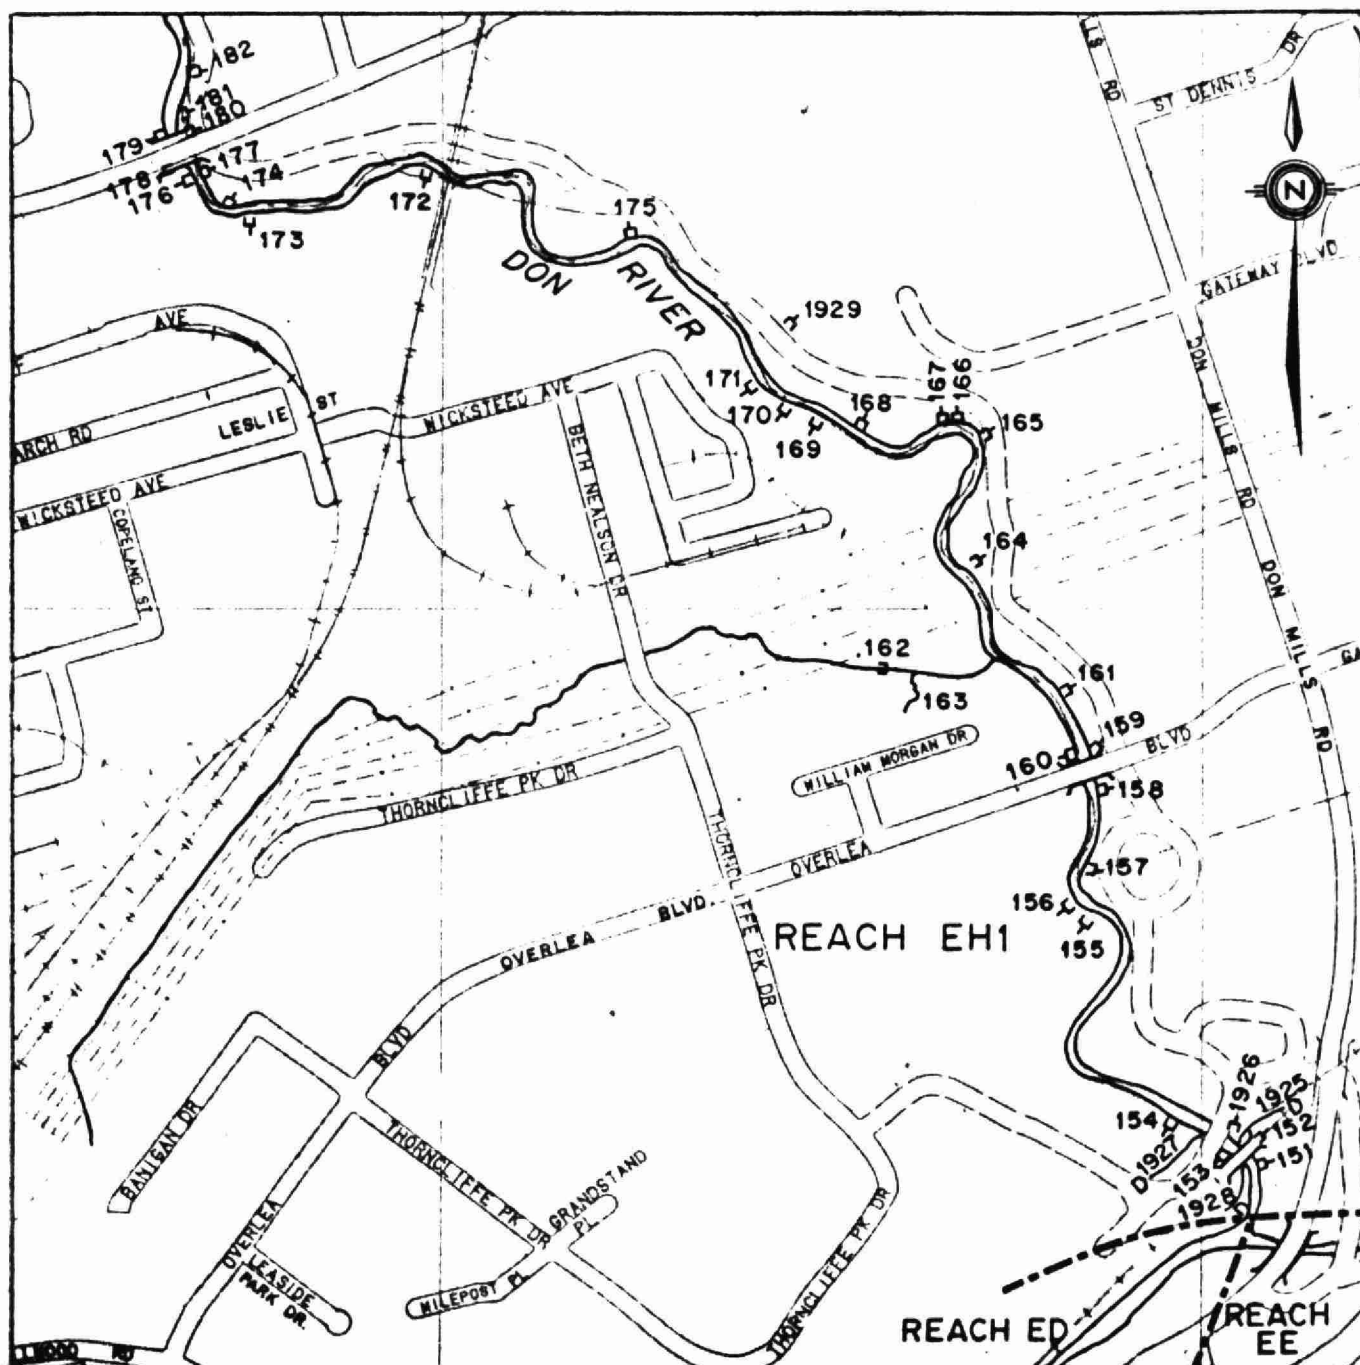 182
181
180
179
177
178
174
176
172
173
175
LLS RD
ST DENNIS DR
N
GATEWAY BLVD
DON RIVER
1929
AVE
171
170
169
168
167
166
165
DON MILLS RD
LESLIE ST
WICKSTEED AVE
ARCH RD
WICKSTEED AVE
BETH NEALSON DR
COPELAND ST
164
DON MILLS RD
162
163
161
GA
159
160
BLVD
WILLIAM MORGAN DR
158
THORNCLIFFE PK DR
THORNCLIFFE PK DR
OVERLEA
157
156
155
BLVD.
OVERLEA
REACH EH1
BLVD
1926
1925
D
154
152
1927
151
D
153
1928
BANIGAN DR
THORNCLIFFE PK DR
GRANDSTAND PL
OVERLEA
LEASIDE
PARK DR.
MILEPOST PL
THORNCLIFFE PK DR
REACH ED
REACH
EE
RD